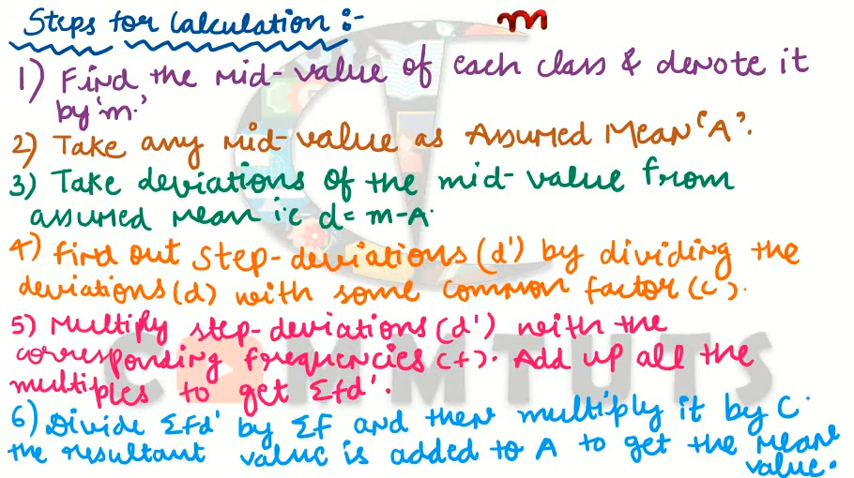 Steps for Calculation :-
m
1) Find the mid-value of each class & denote it
by 'm.'
2) Take any mid-value as Assumed Mean 'A'.
3) Take deviations of the mid-value from
assumed mean i.e d = m-A.
4) Find out step-deviations (d') by dividing the
deviations (d) with some common factor (c).
5) Multiply step-deviations (d') with the
corresponding frequencies (f). Add up all the
multiples to get Σfd'.
6) Divide Σfd' by ΣF and then multiply it by C.
the resultant value is added to A to get the mean
value.
COMMTUTS